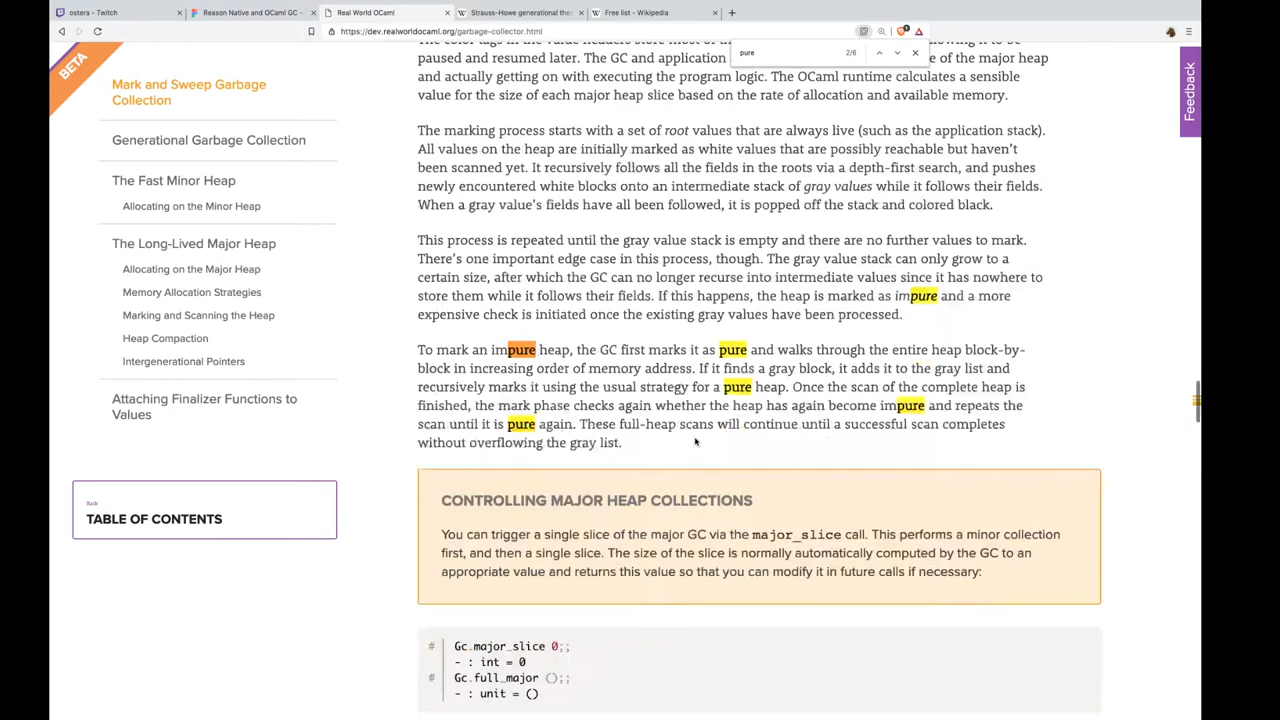 ostera - Twitch
Reason Native and OCaml GC -
Real World OCaml
Strauss–Howe generational the
Free list - Wikipedia
https://dev.realworldocaml.org/garbage-collector.html
pure 2/6
BETA
Feedback
Mark and Sweep Garbage
Collection
Generational Garbage Collection
The Fast Minor Heap
Allocating on the Minor Heap
The Long-Lived Major Heap
Allocating on the Major Heap
Memory Allocation Strategies
Marking and Scanning the Heap
Heap Compaction
Intergenerational Pointers
Attaching Finalizer Functions to
Values
Back
TABLE OF CONTENTS
The color tags in the value headers store most of the owing it to be
paused and resumed later. The GC and application e of the major heap
and actually getting on with executing the program logic. The OCaml runtime calculates a sensible
value for the size of each major heap slice based on the rate of allocation and available memory.
The marking process starts with a set of root values that are always live (such as the application stack).
All values on the heap are initially marked as white values that are possibly reachable but haven't
been scanned yet. It recursively follows all the fields in the roots via a depth-first search, and pushes
newly encountered white blocks onto an intermediate stack of gray values while it follows their fields.
When a gray value's fields have all been followed, it is popped off the stack and colored black.
This process is repeated until the gray value stack is empty and there are no further values to mark.
There's one important edge case in this process, though. The gray value stack can only grow to a
certain size, after which the GC can no longer recurse into intermediate values since it has nowhere to
store them while it follows their fields. If this happens, the heap is marked as impure and a more
expensive check is initiated once the existing gray values have been processed.
To mark an impure heap, the GC first marks it as pure and walks through the entire heap block-by-
block in increasing order of memory address. If it finds a gray block, it adds it to the gray list and
recursively marks it using the usual strategy for a pure heap. Once the scan of the complete heap is
finished, the mark phase checks again whether the heap has again become impure and repeats the
scan until it is pure again. These full-heap scans will continue until a successful scan completes
without overflowing the gray list.
CONTROLLING MAJOR HEAP COLLECTIONS
You can trigger a single slice of the major GC via the major_slice call. This performs a minor collection
first, and then a single slice. The size of the slice is normally automatically computed by the GC to an
appropriate value and returns this value so that you can modify it in future calls if necessary:
# Gc.major_slice 0;;
- : int = 0
# Gc.full_major ();;
- : unit = ()